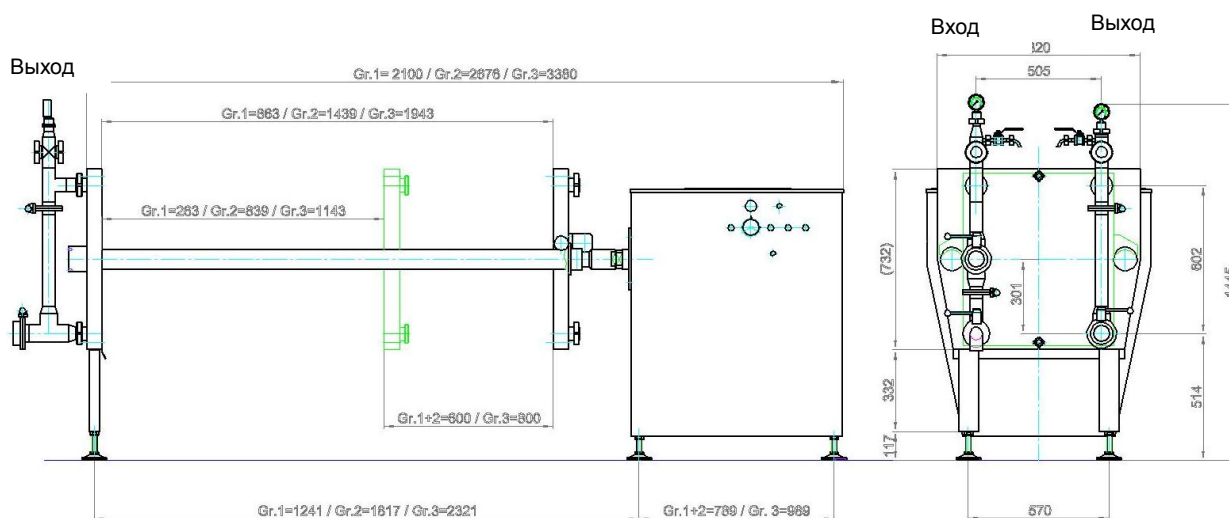 Вход
Выход
Выход
820
505
Gr.1= 2100 / Gr.2=2676 / Gr.3=3380
Gr.1=863 / Gr.2=1439 / Gr.3=1943
Gr.1=263 / Gr.2=839 / Gr.3=1143
(732)
301
602
332
514
117
Gr.1+2=600 / Gr.3=800
Gr.1=1241 / Gr.2=1817 / Gr.3=2321
Gr.1+2=789 / Gr. 3=989
570